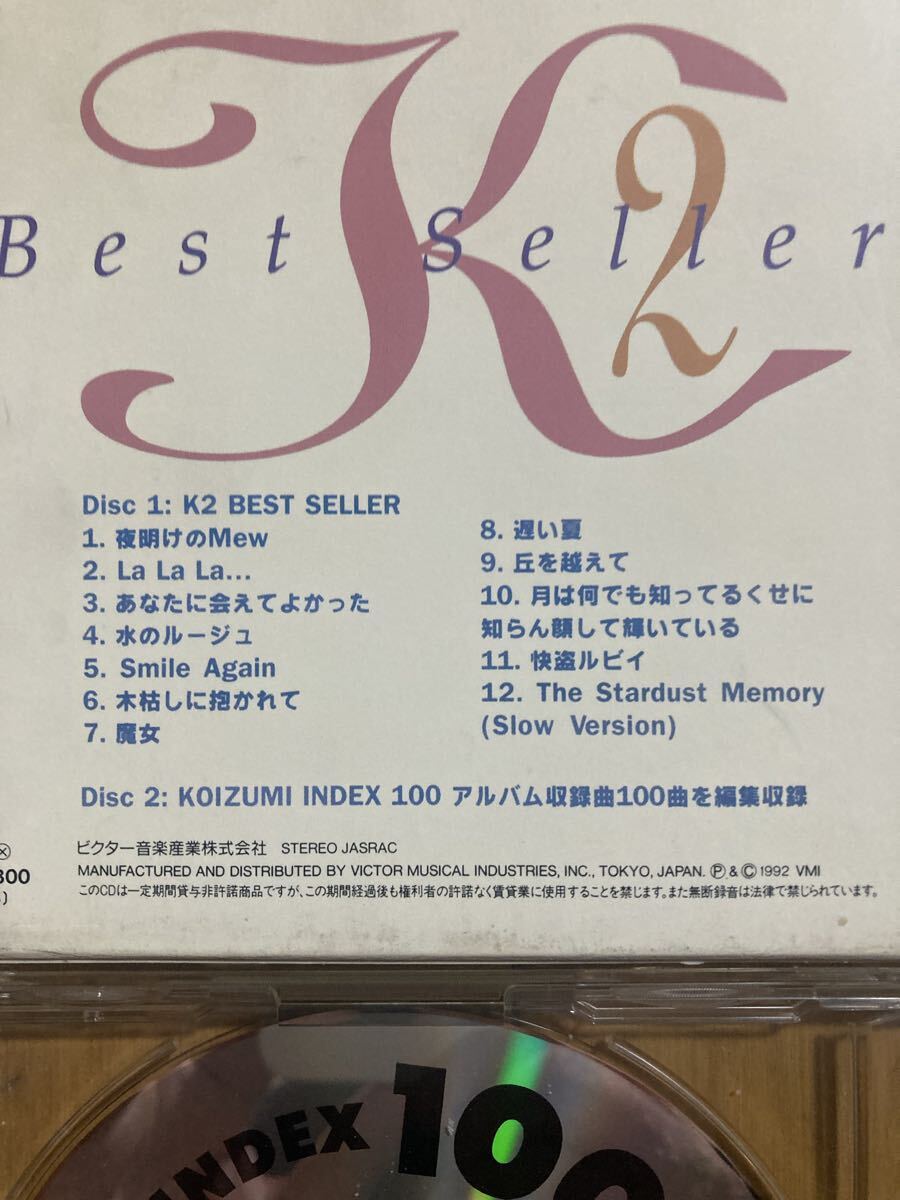 K2
Best Seller
Disc 1: K2 BEST SELLER
1. 夜明けのMew
2. La La La...
3. あなたに会えてよかった
4. 水のルージュ
5. Smile Again
6. 木枯しに抱かれて
7. 魔女
8. 遅い夏
9. 丘を越えて
10. 月は何でも知ってるくせに
知らん顔して輝いている
11. 快盗ルビイ
12. The Stardust Memory
(Slow Version)
Disc 2: KOIZUMI INDEX 100 アルバム収録曲100曲を編集収録
ビクター音楽産業株式会社 STEREO JASRAC
MANUFACTURED AND DISTRIBUTED BY VICTOR MUSICAL INDUSTRIES, INC., TOKYO, JAPAN. Ⓟ & Ⓒ 1992 VMI
このCDは一定期間貸与非許諾商品ですが、この期間経過後も権利者の許諾なく賃貸業に使用することを禁じます。また無断録音は法律で禁じられています。
300
INDEX 100